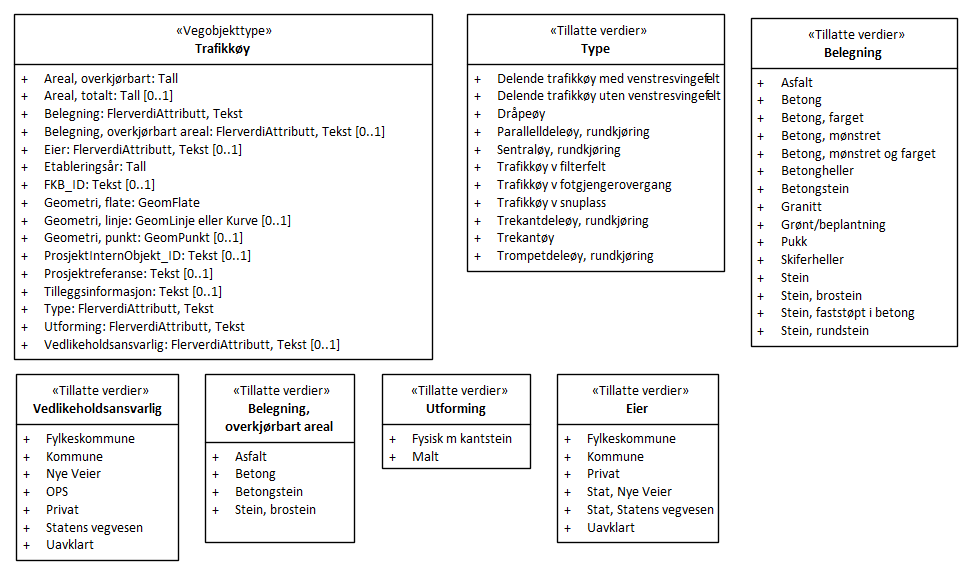 «Vegobjekttype»
Trafikkøy
+ Areal, overkjørbart: Tall
+ Areal, totalt: Tall [0..1]
+ Belegning: FlerverdiAttributt, Tekst
+ Belegning, overkjørbart areal: FlerverdiAttributt, Tekst [0..1]
+ Eier: FlerverdiAttributt, Tekst [0..1]
+ Etableringsår: Tall
+ FKB_ID: Tekst [0..1]
+ Geometri, flate: GeomFlate
+ Geometri, linje: GeomLinje eller Kurve [0..1]
+ Geometri, punkt: GeomPunkt [0..1]
+ ProsjektInternObjekt_ID: Tekst [0..1]
+ Prosjektreferanse: Tekst [0..1]
+ Tilleggsinformasjon: Tekst [0..1]
+ Type: FlerverdiAttributt, Tekst
+ Utforming: FlerverdiAttributt, Tekst
+ Vedlikeholdsansvarlig: FlerverdiAttributt, Tekst [0..1]
«Tillatte verdier»
Type
+ Delende trafikkøy med venstresvingefelt
+ Delende trafikkøy uten venstresvingefelt
+ Dråpeøy
+ Parallelldeleøy, rundkjøring
+ Sentraløy, rundkjøring
+ Trafikkøy v filterfelt
+ Trafikkøy v fotgjengerovergang
+ Trafikkøy v snuplass
+ Trekantdeleøy, rundkjøring
+ Trekantøy
+ Trompetdeleøy, rundkjøring
«Tillatte verdier»
Belegning
+ Asfalt
+ Betong
+ Betong, farget
+ Betong, mønstret
+ Betong, mønstret og farget
+ Betongheller
+ Betongstein
+ Granitt
+ Grønt/beplantning
+ Pukk
+ Skiferheller
+ Stein
+ Stein, brostein
+ Stein, faststøpt i betong
+ Stein, rundstein
«Tillatte verdier»
Vedlikeholdsansvarlig
+ Fylkeskommune
+ Kommune
+ Nye Veier
+ OPS
+ Privat
+ Statens vegvesen
+ Uavklart
«Tillatte verdier»
Belegning,
overkjørbart areal
+ Asfalt
+ Betong
+ Betongstein
+ Stein, brostein
«Tillatte verdier»
Utforming
+ Fysisk m kantstein
+ Malt
«Tillatte verdier»
Eier
+ Fylkeskommune
+ Kommune
+ Privat
+ Stat, Nye Veier
+ Stat, Statens vegvesen
+ Uavklart